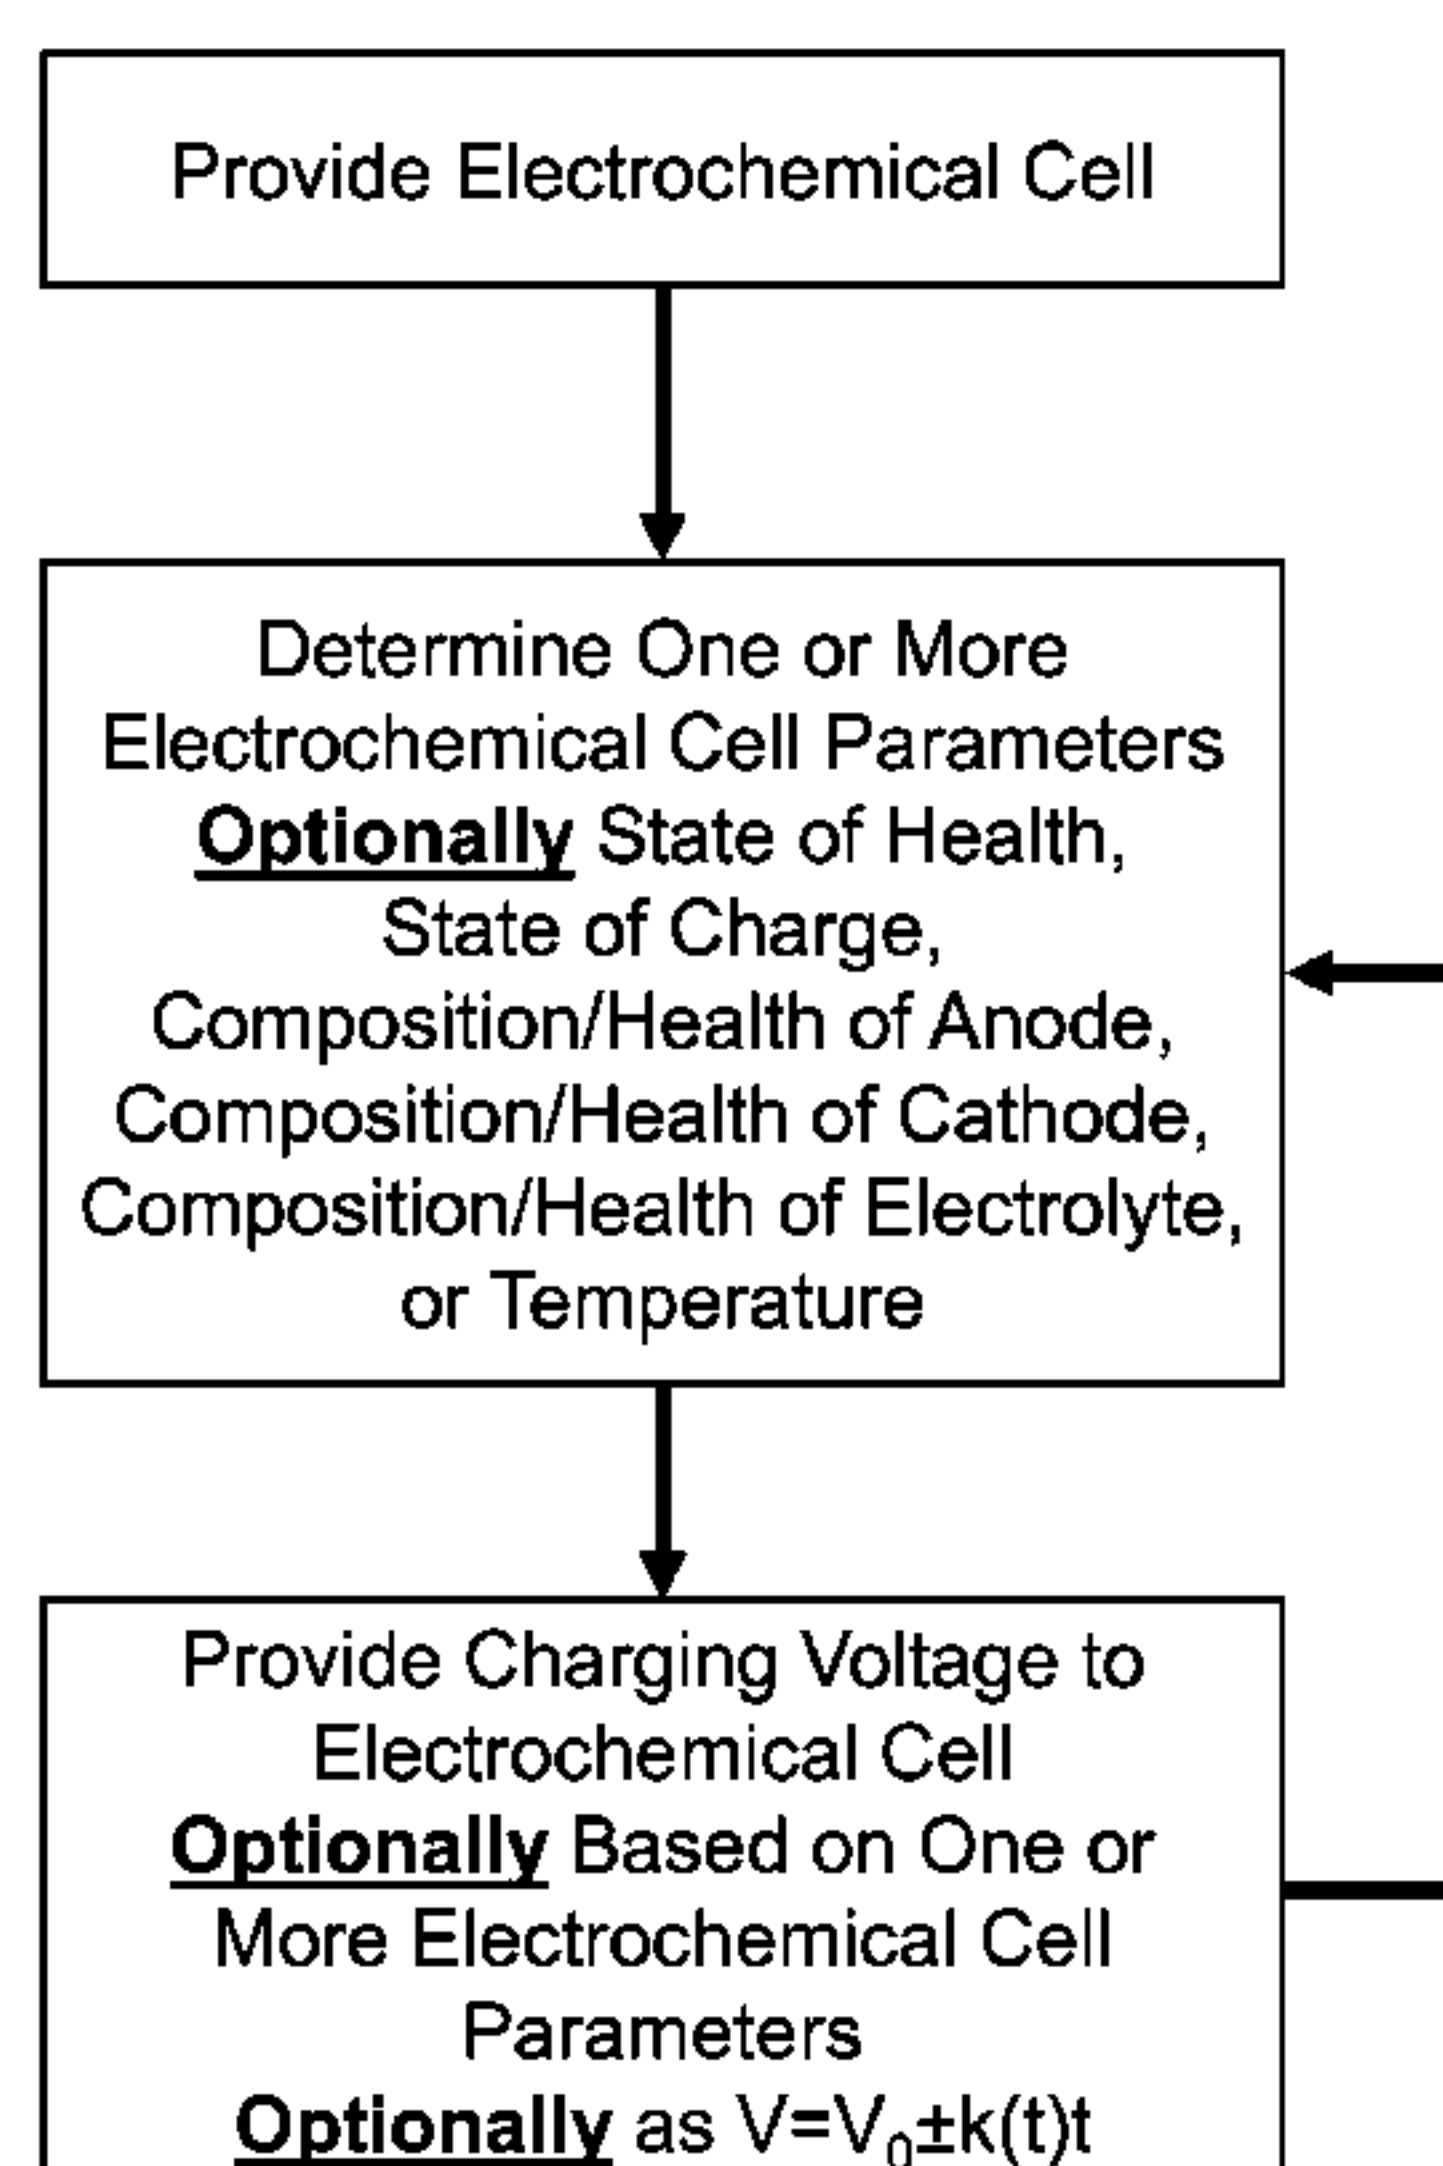 Provide Electrochemical Cell
Determine One or More
Electrochemical Cell Parameters
Optionally State of Health,
State of Charge,
Composition/Health of Anode,
Composition/Health of Cathode,
Composition/Health of Electrolyte,
or Temperature
Provide Charging Voltage to
Electrochemical Cell
Optionally Based on One or
More Electrochemical Cell
Parameters
Optionally as V=V₀±k(t)t